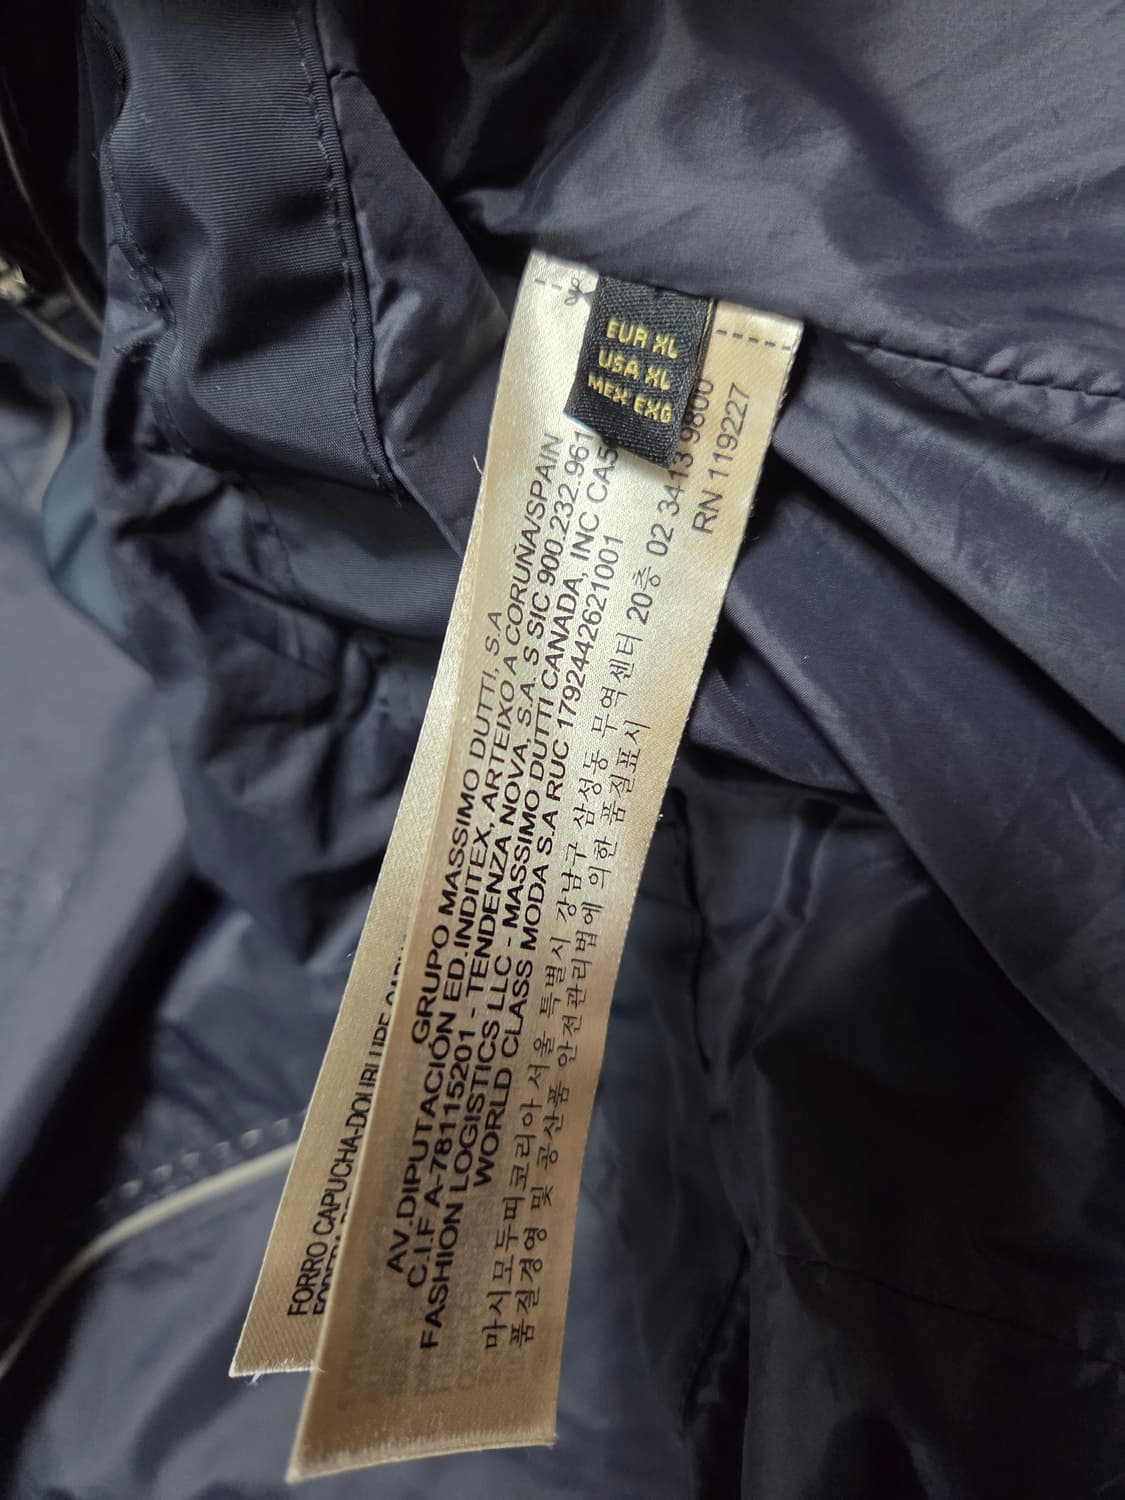 EUR XL
USA XL
MEX EXG
GRUPO MASSIMO DUTTI, S.A
AV.DIPUTACIÓN ED.INDITEX, ARTEIXO A CORUÑA/SPAIN
C.I.F A-78115201 - TENDENZA NOVA, S.A. S SIC 900.232.961
FASHION LOGISTICS LLC - MASSIMO DUTTI CANADA, INC CA5
WORLD CLASS MODA S.A RUC 1792442621001
마시모두띠코리아 서울 특별시 강남구 삼성동 무역센터 20층 02 3413 9800
품질경영 및 공산품 안전관리법에 의한 품질표시
RN 119227
FORRO CAPUCHA-DOUBLURE